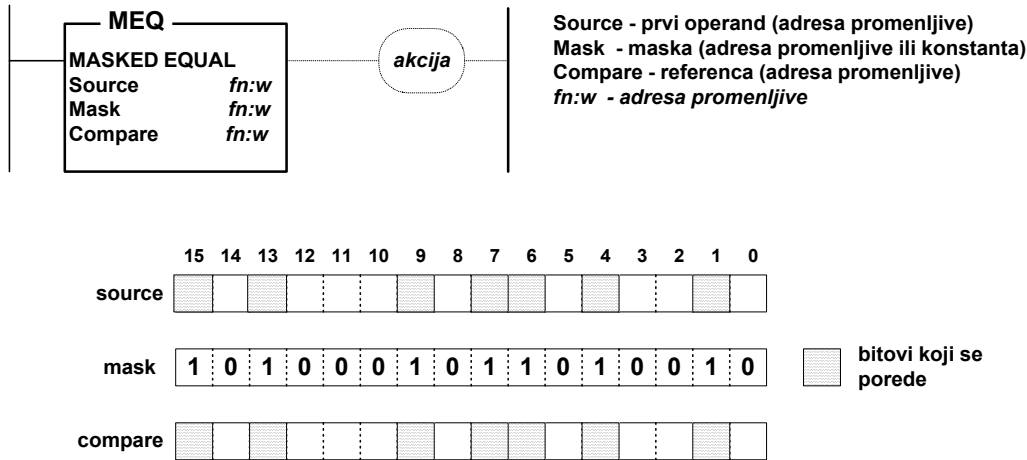 MEQ
MASKED EQUAL
Source fn:w
Mask fn:w
Compare fn:w
akcija
Source - prvi operand (adresa promenljive)
Mask - maska (adresa promenljive ili konstanta)
Compare - referenca (adresa promenljive)
fn:w - adresa promenljive
15 14 13 12 11 10 9 8 7 6 5 4 3 2 1 0
source
mask 1 0 1 0 0 0 1 0 1 1 0 1 0 0 1 0
bitovi koji se
porede
compare